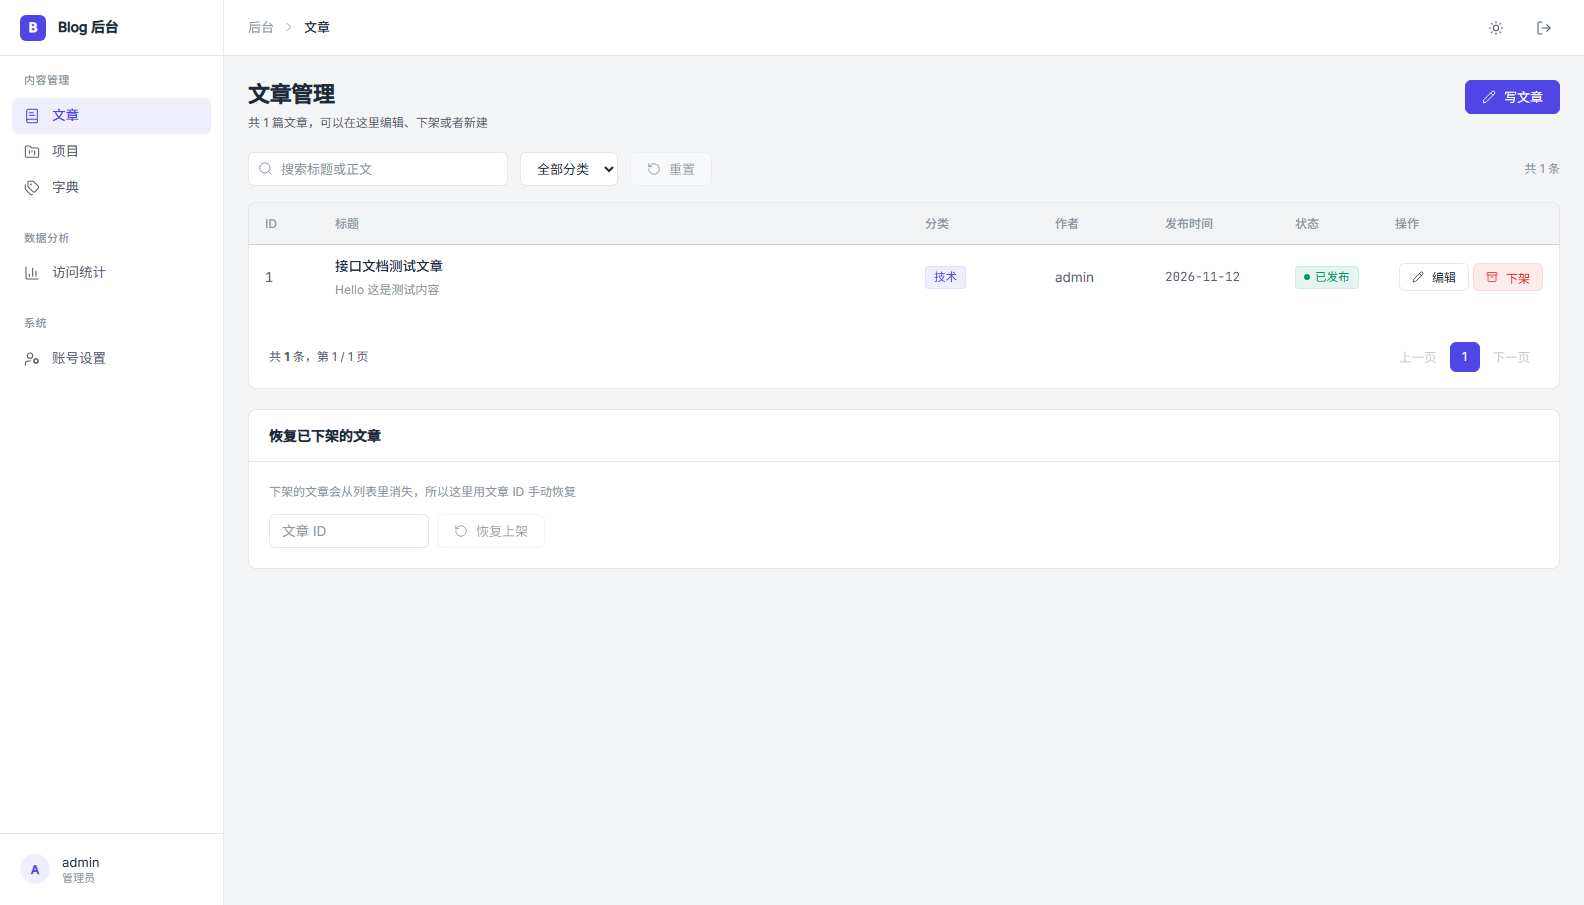 B Blog 后台
后台 > 文章
内容管理
文章
项目
字典
数据分析
访问统计
系统
账号设置
A admin
管理员
文章管理
共 1 篇文章，可以在这里编辑、下架或者新建
写文章
搜索标题或正文 全部分类 重置 共 1 条
ID 标题 分类 作者 发布时间 状态 操作
1 接口文档测试文章 技术 admin 2026-11-12 已发布 编辑 下架
Hello 这是测试内容
共 1 条，第 1 / 1 页 上一页 1 下一页
恢复已下架的文章
下架的文章会从列表里消失，所以这里用文章 ID 手动恢复
文章 ID 恢复上架